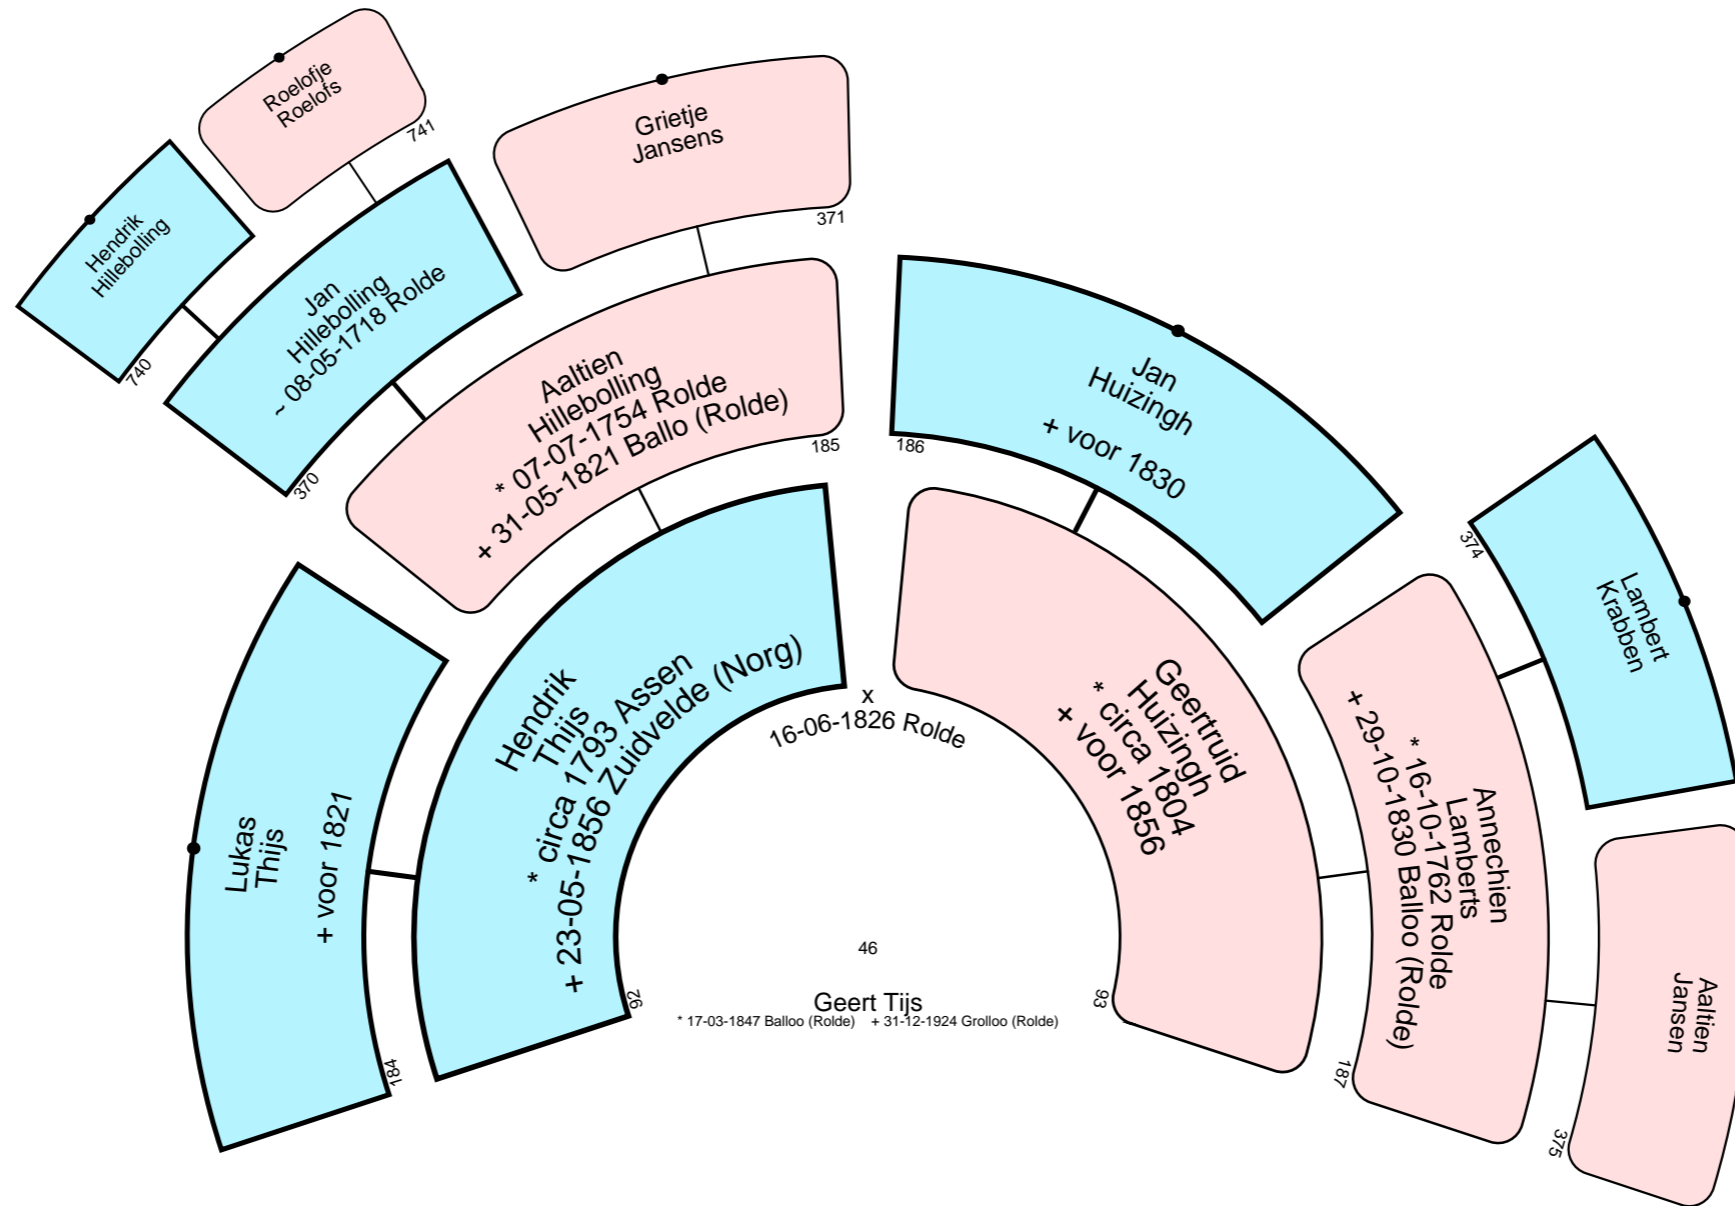 Roelofje
Roelofs
741
Hendrik
Hillebolling
740
Jan
Hillebolling
~ 08-05-1718 Rolde
370
Grietje
Jansens
371
Aaltien
Hillebolling
* 07-07-1754 Rolde
+ 31-05-1821 Ballo (Rolde)
185
Jan
Huizingh
+ voor 1830
186
Lambert
Krabben
374
Lukas
Thijs
+ voor 1821
184
Hendrik
Thijs
* circa 1793 Assen
+ 23-05-1856 Zuidvelde (Norg)
92
x
16-06-1826 Rolde
Geertruid
Huizingh
* circa 1804
+ voor 1856
93
Annechien
Lamberts
* 16-10-1762 Rolde
+ 29-10-1830 Balloo (Rolde)
187
Aaltien
Jansen
375
46
Geert Tijs
* 17-03-1847 Balloo (Rolde) + 31-12-1924 Grolloo (Rolde)